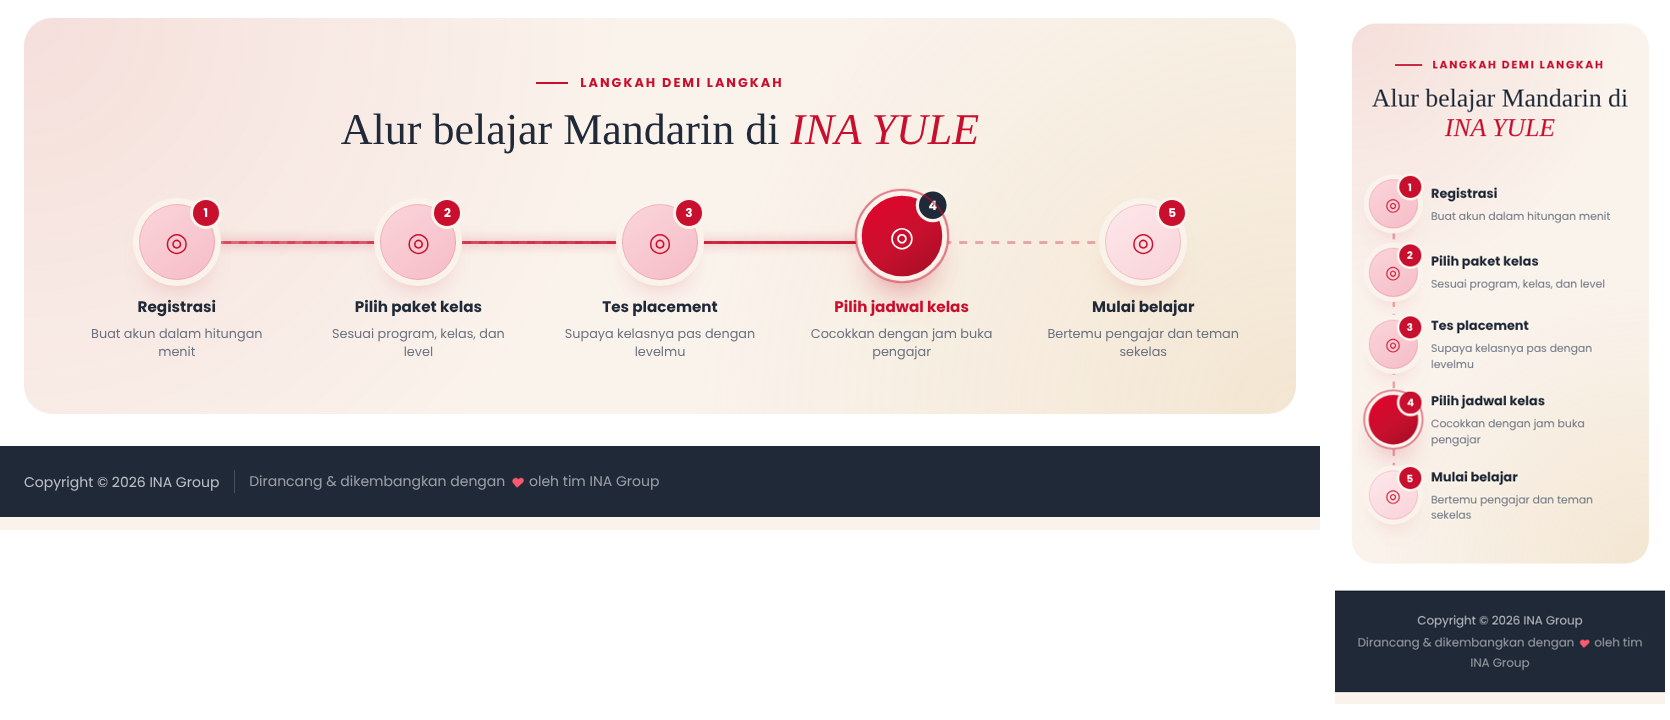 LANGKAH DEMI LANGKAH
Alur belajar Mandarin di INA YULE
1
2
3
4
5
Registrasi
Buat akun dalam hitungan
menit
Pilih paket kelas
Sesuai program, kelas, dan
level
Tes placement
Supaya kelasnya pas dengan
levelmu
Pilih jadwal kelas
Cocokkan dengan jam buka
pengajar
Mulai belajar
Bertemu pengajar dan teman
sekelas
Copyright © 2026 INA Group
Dirancang & dikembangkan dengan ♥ oleh tim INA Group
LANGKAH DEMI LANGKAH
Alur belajar Mandarin di
INA YULE
1
Registrasi
Buat akun dalam hitungan menit
2
Pilih paket kelas
Sesuai program, kelas, dan level
3
Tes placement
Supaya kelasnya pas dengan
levelmu
4
Pilih jadwal kelas
Cocokkan dengan jam buka
pengajar
5
Mulai belajar
Bertemu pengajar dan teman
sekelas
Copyright © 2026 INA Group
Dirancang & dikembangkan dengan ♥ oleh tim
INA Group